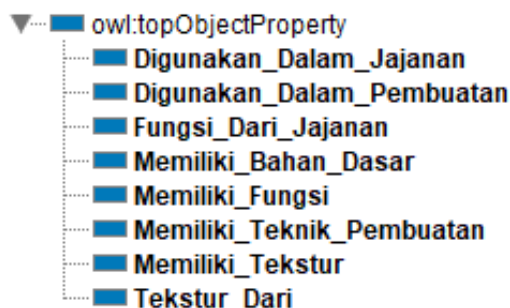 owl:topObjectProperty
Digunakan_Dalam_Jajanan
Digunakan_Dalam_Pembuatan
Fungsi_Dari_Jajanan
Memiliki_Bahan_Dasar
Memiliki_Fungsi
Memiliki_Teknik_Pembuatan
Memiliki_Tekstur
Tekstur_Dari